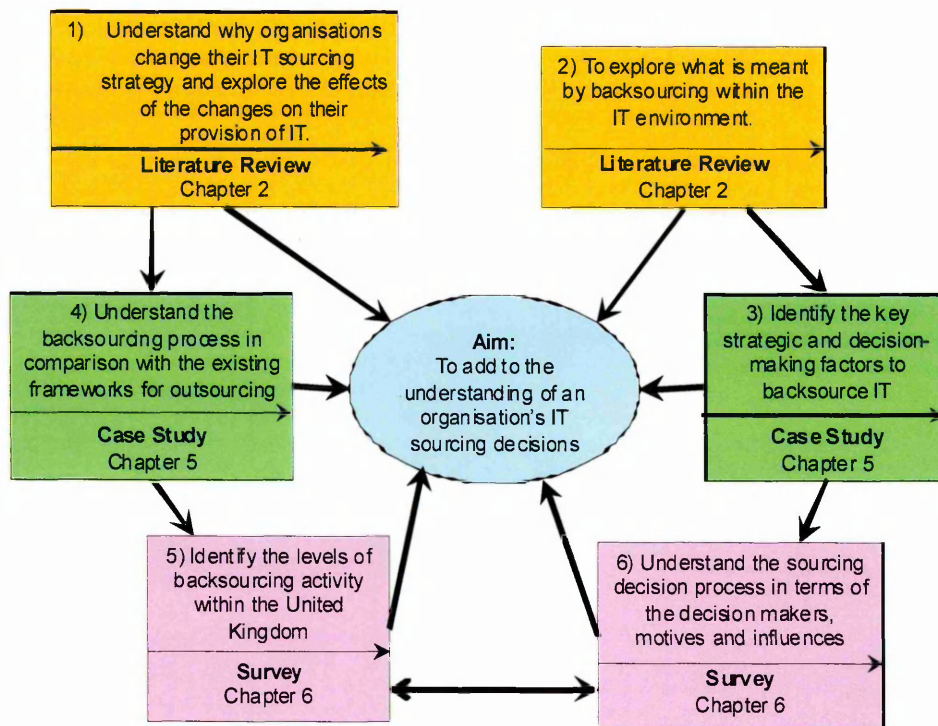 1) Understand why organisations
change their IT sourcing
strategy and explore the effects
of the changes on their
provision of IT.
Literature Review
Chapter 2
2) To explore what is meant
by backsourcing within the
IT environment.
Literature Review
Chapter 2
4) Understand the
backsourcing process in
comparison with the existing
frameworks for outsourcing
Case Study
Chapter 5
Aim:
To add to the
understanding of an
organisation's IT
sourcing decisions
3) Identify the key
strategic and decision-
making factors to
backsource IT
Case Study
Chapter 5
5) Identify the levels of
backsourcing activity
within the United
Kingdom
Survey
Chapter 6
6) Understand the sourcing
decision process in terms of
the decision makers,
motives and influences
Survey
Chapter 6